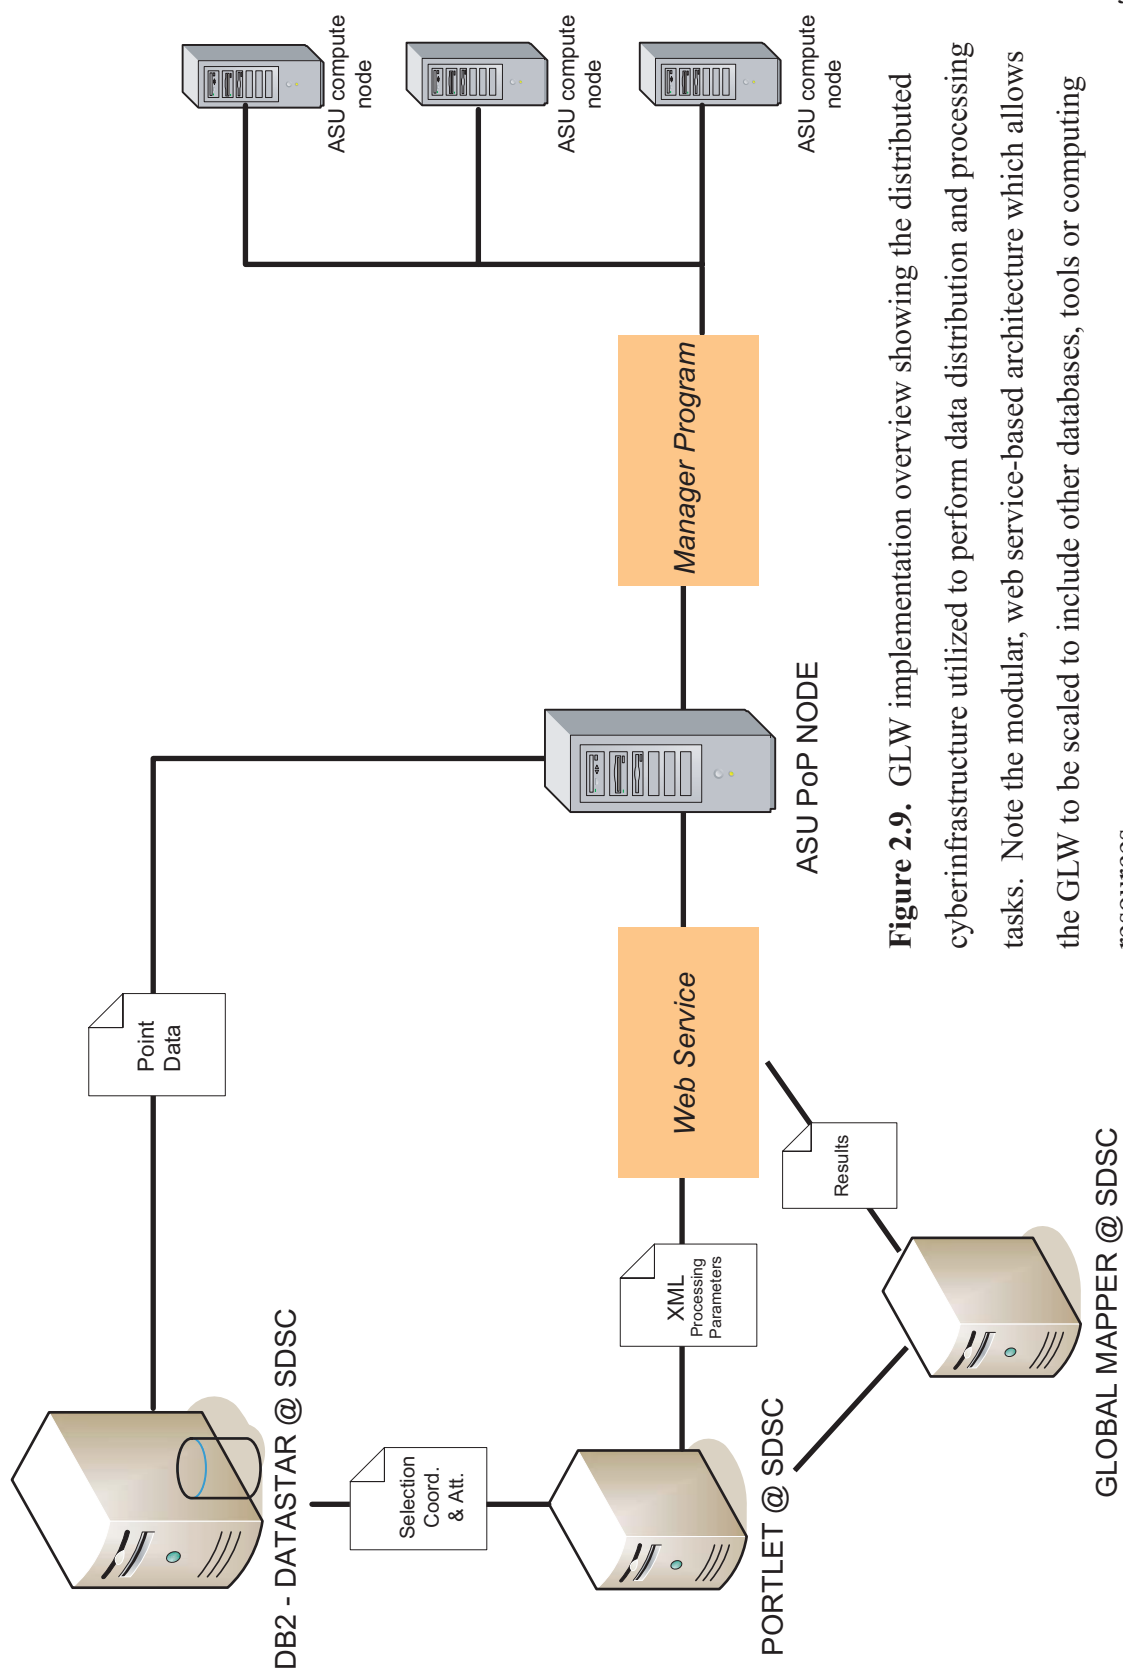 DB2 - DATASTAR @ SDSC
Point
Data
Selection
Coord.
& Att.
PORTLET @ SDSC
XML
Processing
Parameters
Web Service
ASU PoP NODE
Manager Program
ASU compute
node
ASU compute
node
ASU compute
node
Results
GLOBAL MAPPER @ SDSC
Figure 2.9. GLW implementation overview showing the distributed
cyberinfrastructure utilized to perform data distribution and processing
tasks. Note the modular, web service-based architecture which allows
the GLW to be scaled to include other databases, tools or computing